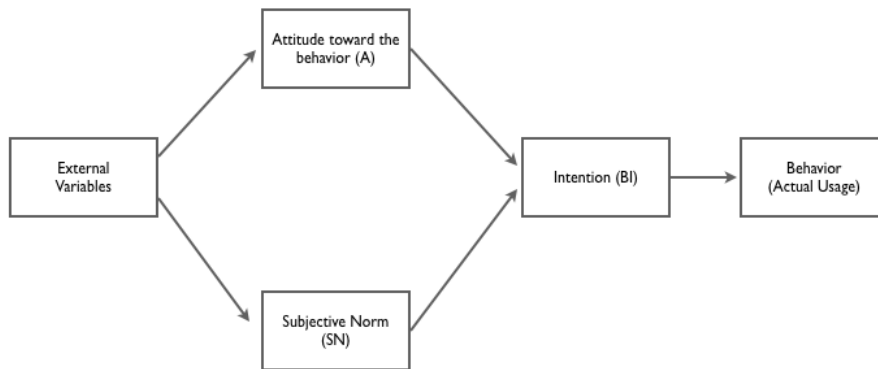 Attitude toward the
behavior (A)
External
Variables
Intention (BI)
Behavior
(Actual Usage)
Subjective Norm
(SN)